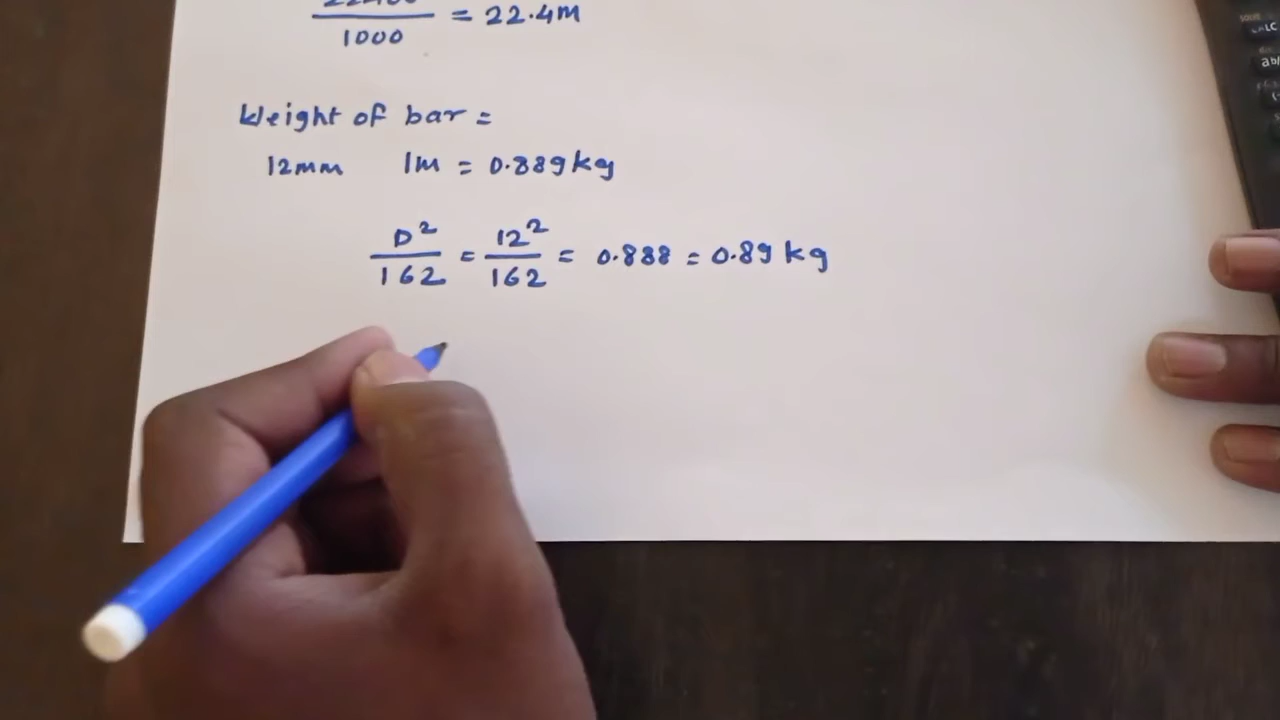 1000 = 22.4m
Weight of bar =
12mm 1m = 0.889kg
D²/162 = 12²/162 = 0.888 = 0.89 kg